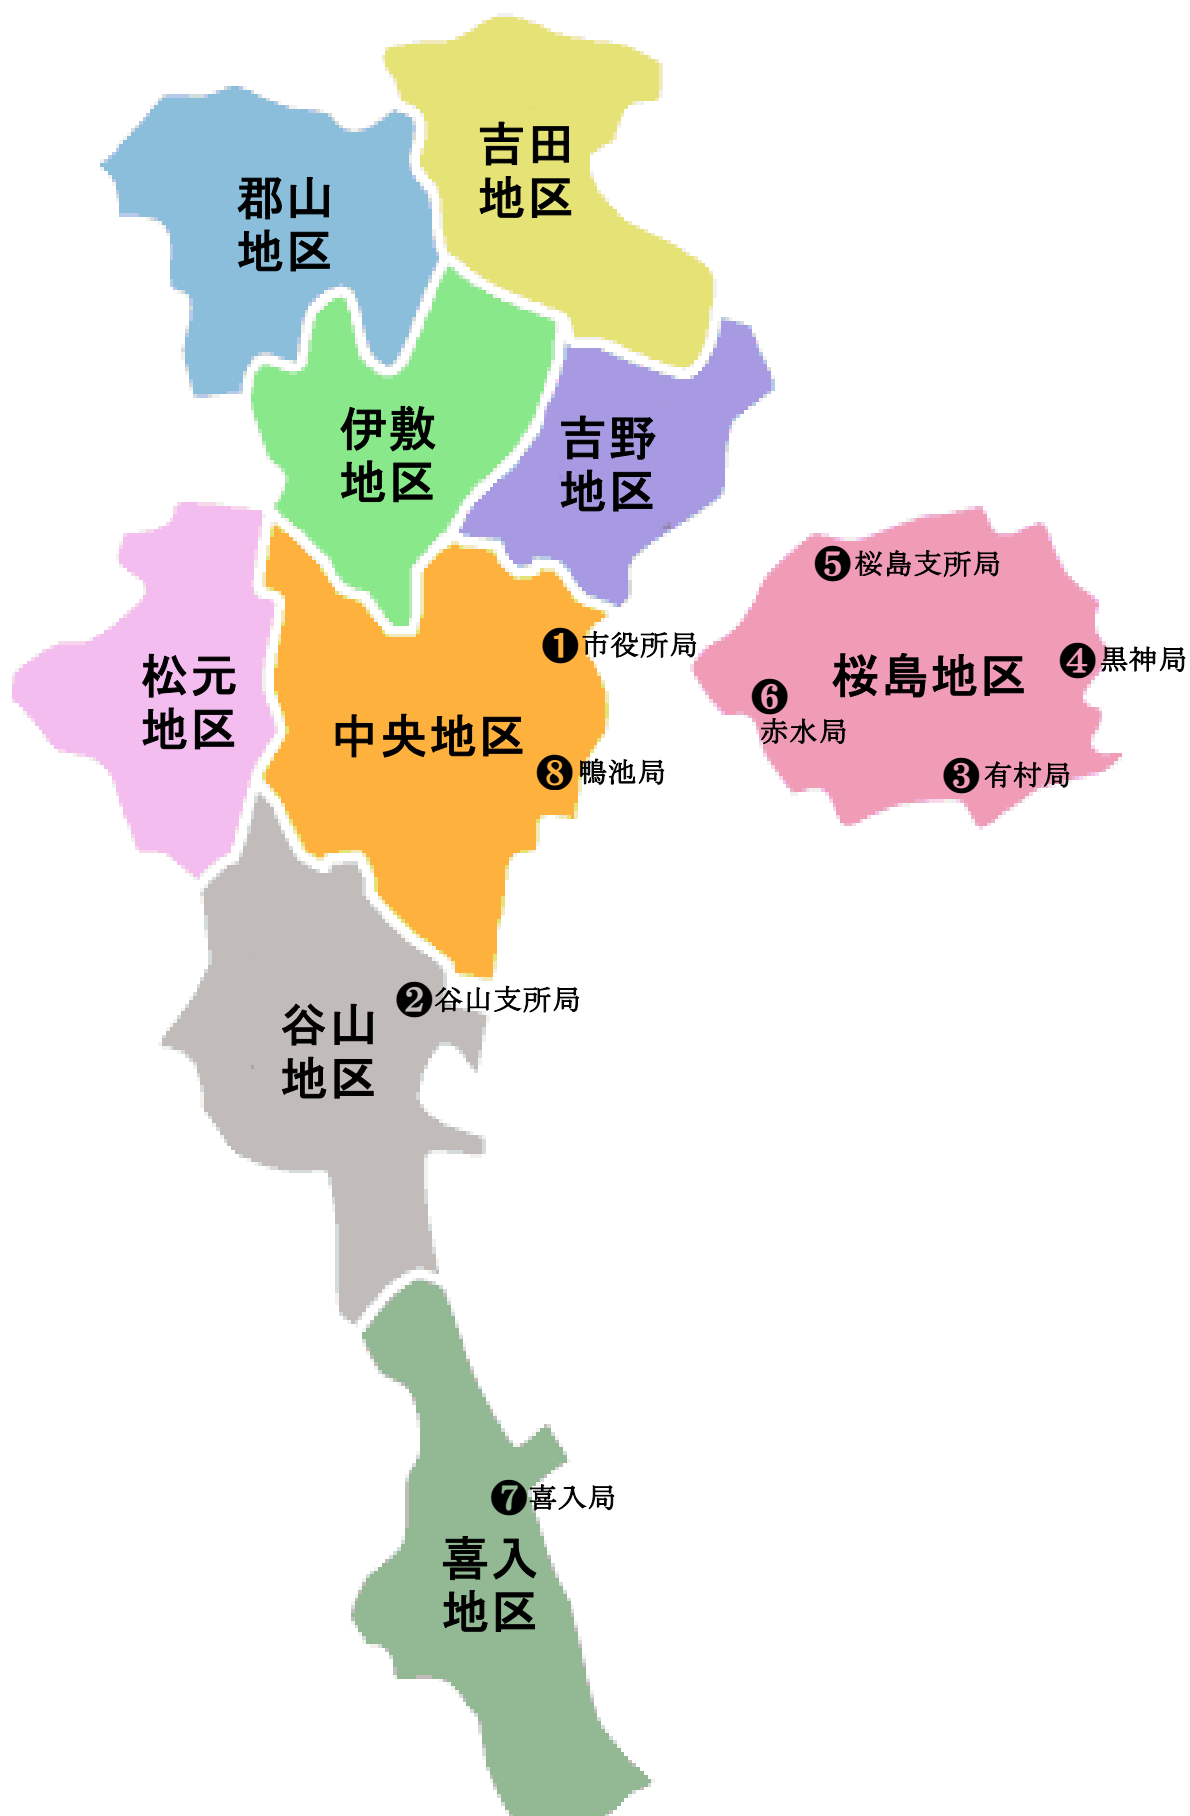 吉田
地区
郡山
地区
伊敷
地区
吉野
地区
❺桜島支所局
❶市役所局
❹黒神局
松元
地区
桜島地区
❻
赤水局
中央地区
❽鴨池局
❸有村局
❷谷山支所局
谷山
地区
❼喜入局
喜入
地区